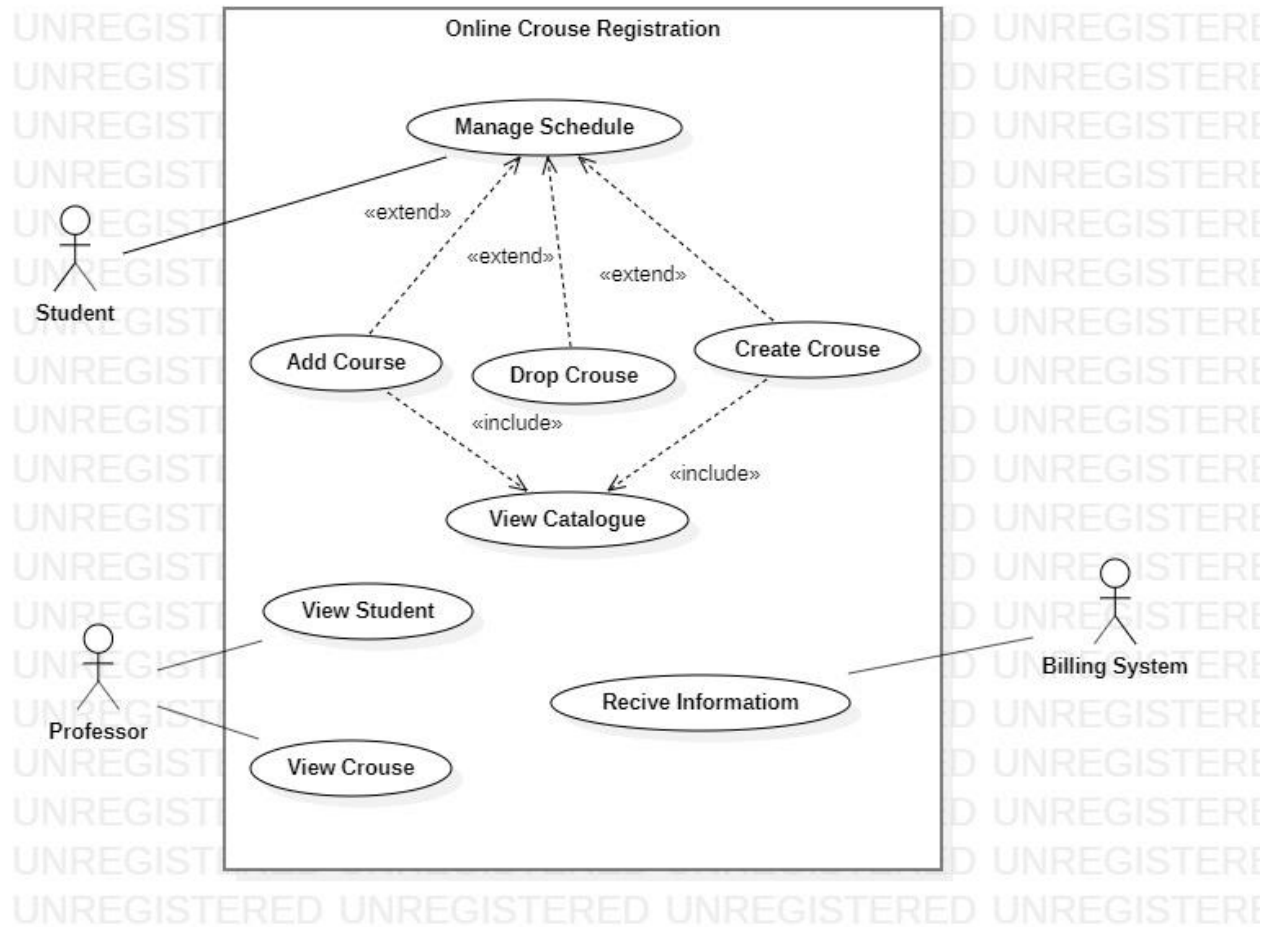 Online Crouse Registration
Manage Schedule
«extend»
«extend»
«extend»
Student
Add Course
Drop Crouse
Create Crouse
«include»
«include»
View Catalogue
View Student
Professor
Billing System
Recive Informatiom
View Crouse
UNREGISTERED UNREGISTERED UNREGISTERED UNREGISTERE